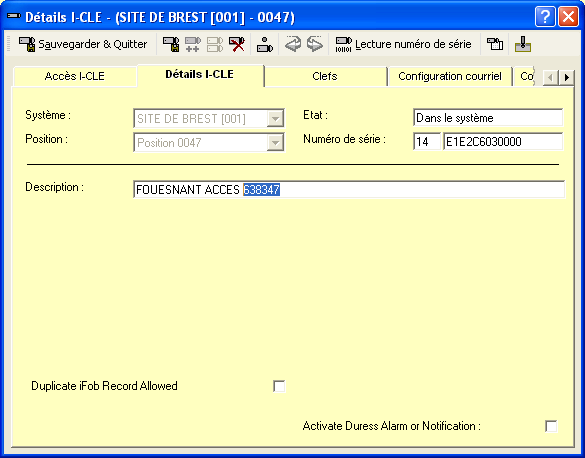 Détails I-CLE - (SITE DE BREST [001] - 0047)
Sauvegarder & Quitter
Lecture numéro de série
Accès I-CLE
Détails I-CLE
Clefs
Configuration courriel
Co
Système :
SITE DE BREST [001]
Etat :
Dans le système
Position :
Position 0047
Numéro de série :
14
E1E2C6030000
Description :
FOUESNANT ACCES 638347
Duplicate iFob Record Allowed
Activate Duress Alarm or Notification :